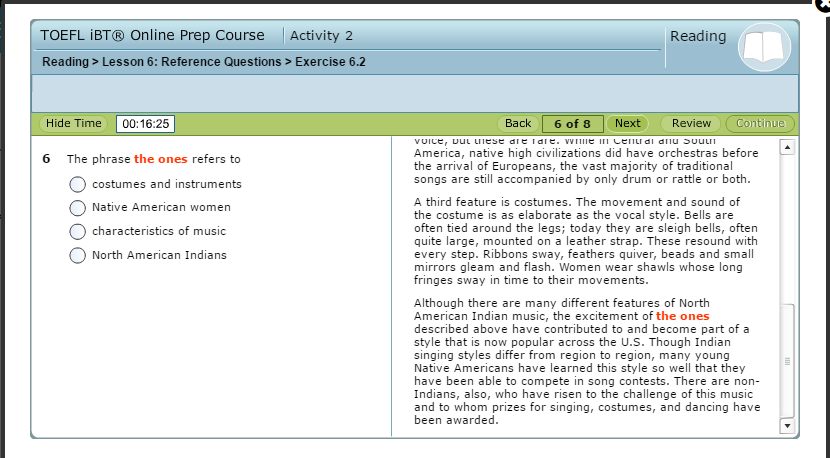 TOEFL iBT® Online Prep Course
Activity 2
Reading
Reading > Lesson 6: Reference Questions > Exercise 6.2
Hide Time
00:16:25
Back
6 of 8
Next
Review
Continue
6 The phrase the ones refers to
costumes and instruments
Native American women
characteristics of music
North American Indians
voice, but these are rare. While in Central and South
America, native high civilizations did have orchestras before
the arrival of Europeans, the vast majority of traditional
songs are still accompanied by only drum or rattle or both.
A third feature is costumes. The movement and sound of
the costume is as elaborate as the vocal style. Bells are
often tied around the legs; today they are sleigh bells, often
quite large, mounted on a leather strap. These resound with
every step. Ribbons sway, feathers quiver, beads and small
mirrors gleam and flash. Women wear shawls whose long
fringes sway in time to their movements.
Although there are many different features of North
American Indian music, the excitement of the ones
described above have contributed to and become part of a
style that is now popular across the U.S. Though Indian
singing styles differ from region to region, many young
Native Americans have learned this style so well that they
have been able to compete in song contests. There are non-
Indians, also, who have risen to the challenge of this music
and to whom prizes for singing, costumes, and dancing have
been awarded.